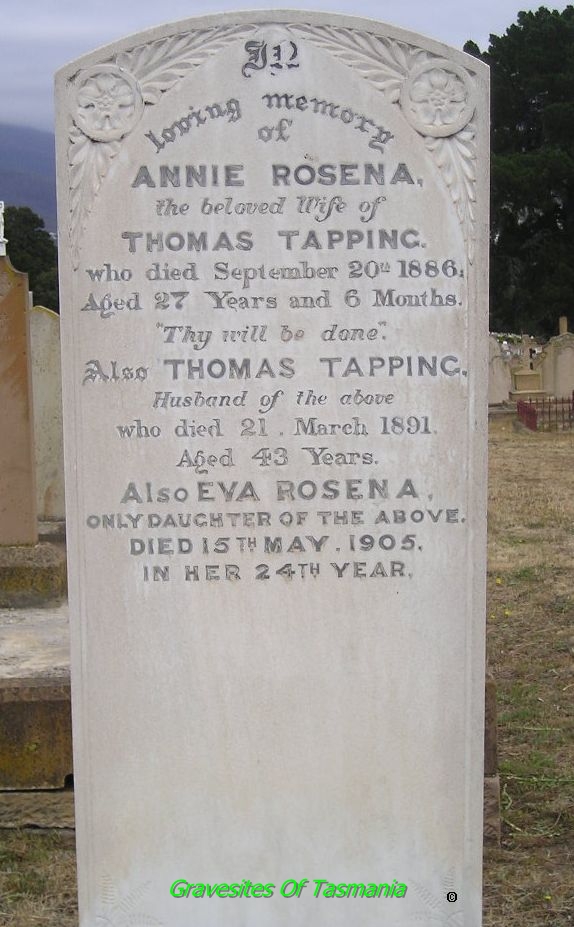 In
loving memory
of
ANNIE ROSENA,
the beloved Wife of
THOMAS TAPPING.
who died September 20th 1886,
Aged 27 Years and 6 Months.
"Thy will be done".
Also THOMAS TAPPING,
Husband of the above
who died 21. March 1891.
Aged 43 Years.
Also EVA ROSENA,
ONLY DAUGHTER OF THE ABOVE.
DIED 15TH MAY, 1905,
IN HER 24TH YEAR.
Gravesites Of Tasmania ©